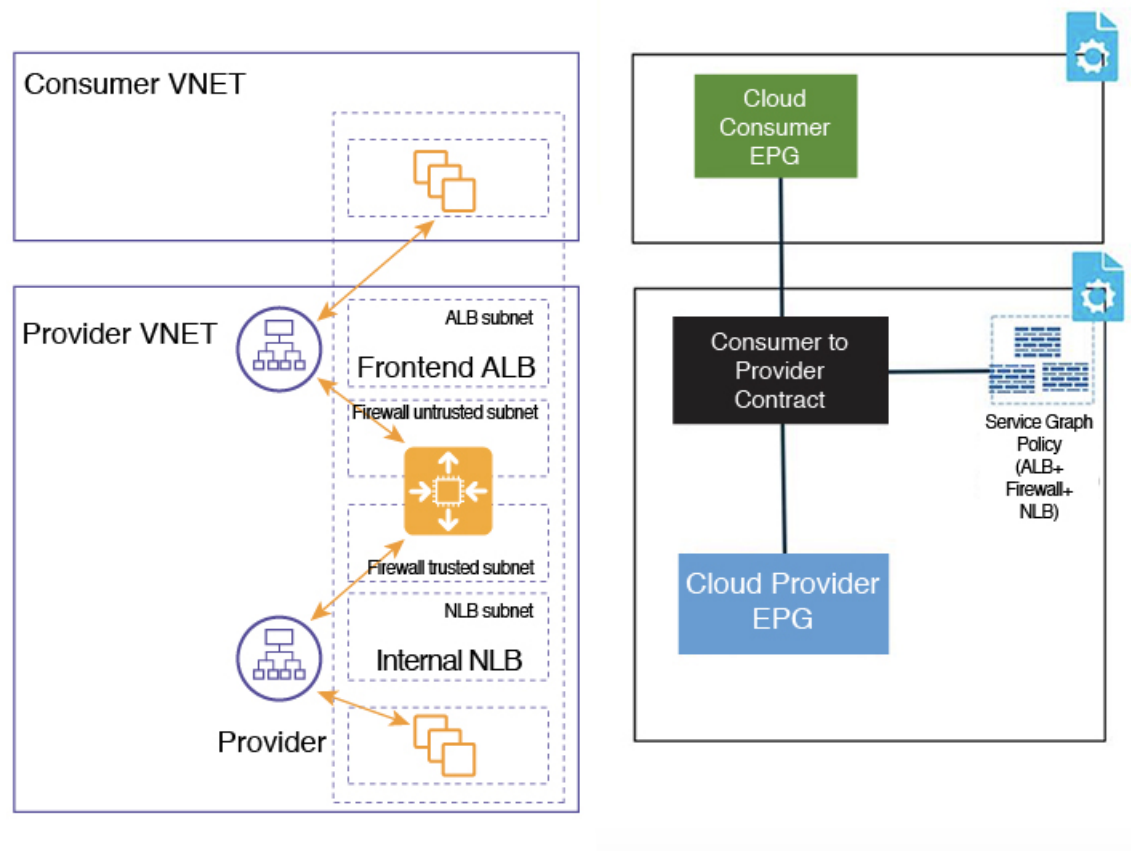 Consumer VNET
Provider VNET
ALB subnet
Frontend ALB
Firewall untrusted subnet
Firewall trusted subnet
NLB subnet
Internal NLB
Provider
Cloud
Consumer
EPG
Consumer to
Provider
Contract
Service Graph
Policy
(ALB+
Firewall+
NLB)
Cloud Provider
EPG